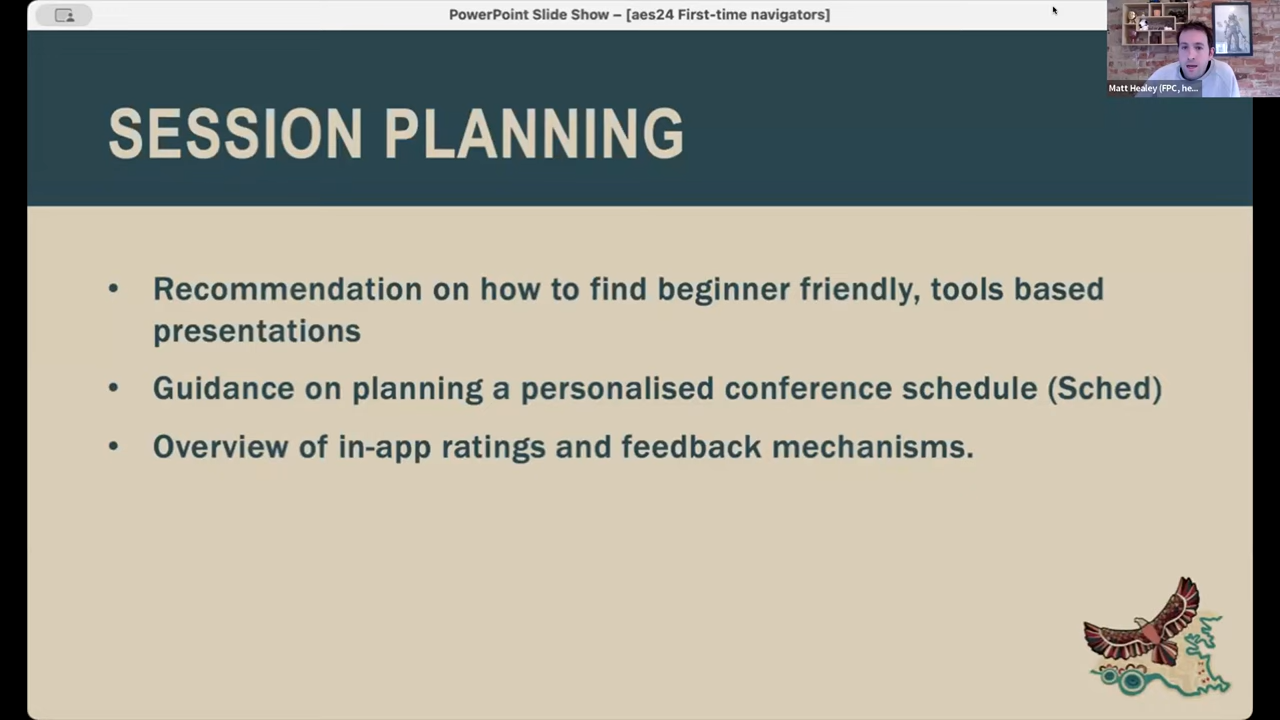 PowerPoint Slide Show – [aes24 First-time navigators]
Matt Healey (FPC, he...
SESSION PLANNING
• Recommendation on how to find beginner friendly, tools based
presentations
• Guidance on planning a personalised conference schedule (Sched)
• Overview of in-app ratings and feedback mechanisms.